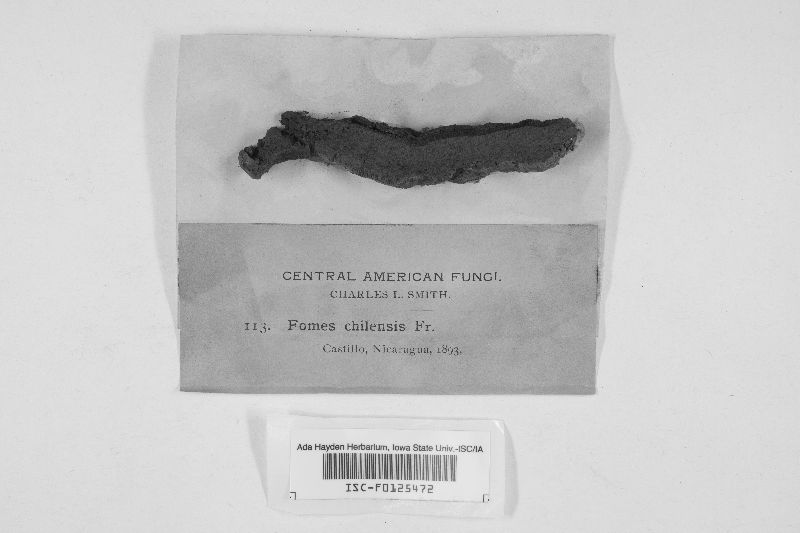 CENTRAL AMERICAN FUNGI.
CHARLES L. SMITH.
113. Fomes chilensis Fr.
Castillo, Nicaragua, 1893.
Ada Hayden Herbarium, Iowa State Univ.-ISC/IA
ISC-F0125472